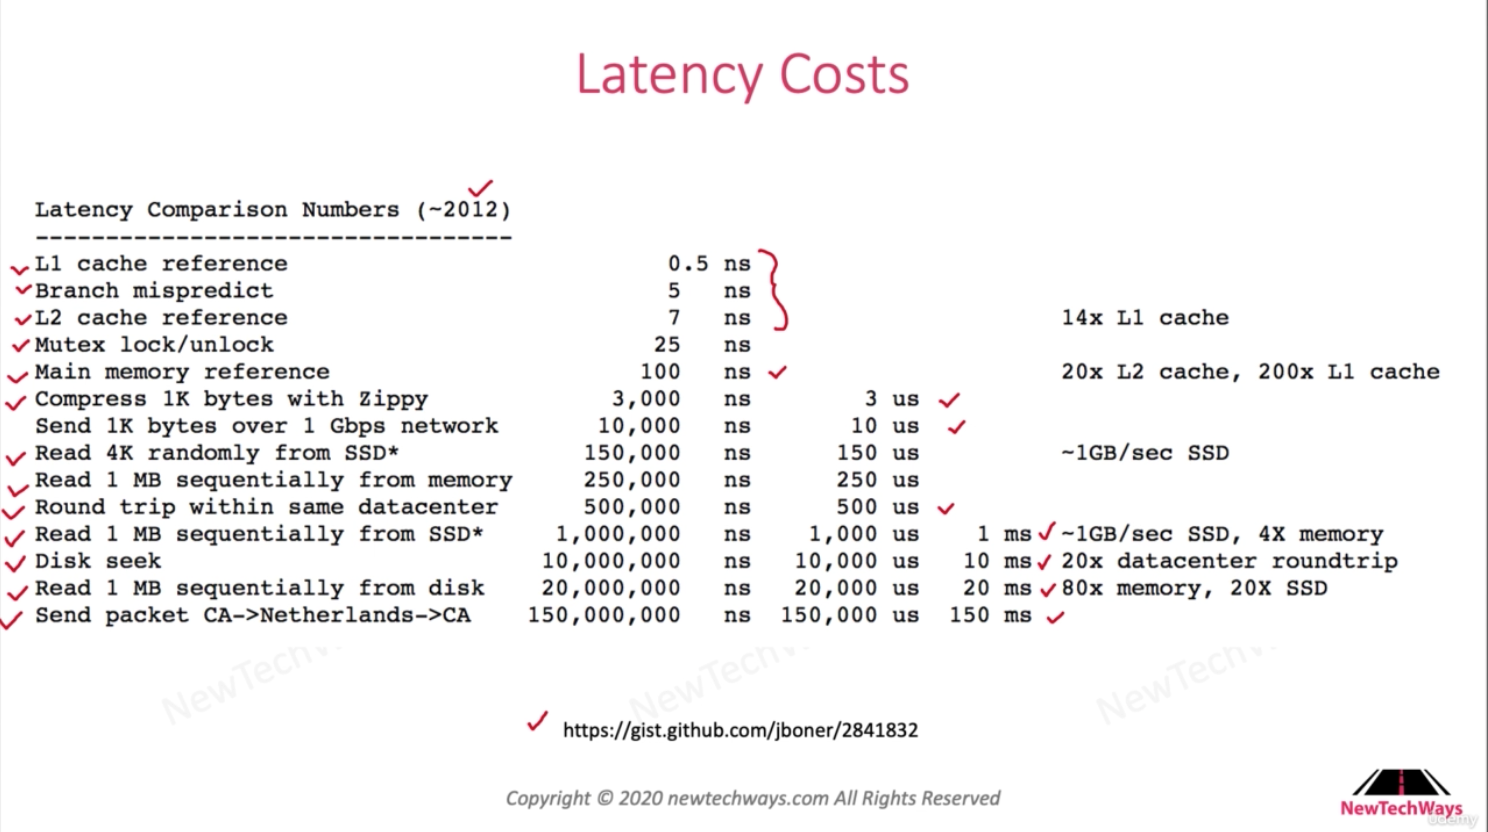 Latency Costs
Latency Comparison Numbers (~2012)
----------------------------------
L1 cache reference 0.5 ns
Branch mispredict 5 ns
L2 cache reference 7 ns 14x L1 cache
Mutex lock/unlock 25 ns
Main memory reference 100 ns 20x L2 cache, 200x L1 cache
Compress 1K bytes with Zippy 3,000 ns 3 us
Send 1K bytes over 1 Gbps network 10,000 ns 10 us
Read 4K randomly from SSD* 150,000 ns 150 us ~1GB/sec SSD
Read 1 MB sequentially from memory 250,000 ns 250 us
Round trip within same datacenter 500,000 ns 500 us
Read 1 MB sequentially from SSD* 1,000,000 ns 1,000 us 1 ms ~1GB/sec SSD, 4X memory
Disk seek 10,000,000 ns 10,000 us 10 ms 20x datacenter roundtrip
Read 1 MB sequentially from disk 20,000,000 ns 20,000 us 20 ms 80x memory, 20X SSD
Send packet CA->Netherlands->CA 150,000,000 ns 150,000 us 150 ms
NewTech NewTech NewTech
https://gist.github.com/jboner/2841832
Copyright © 2020 newtechways.com All Rights Reserved
NewTechWays
udemy